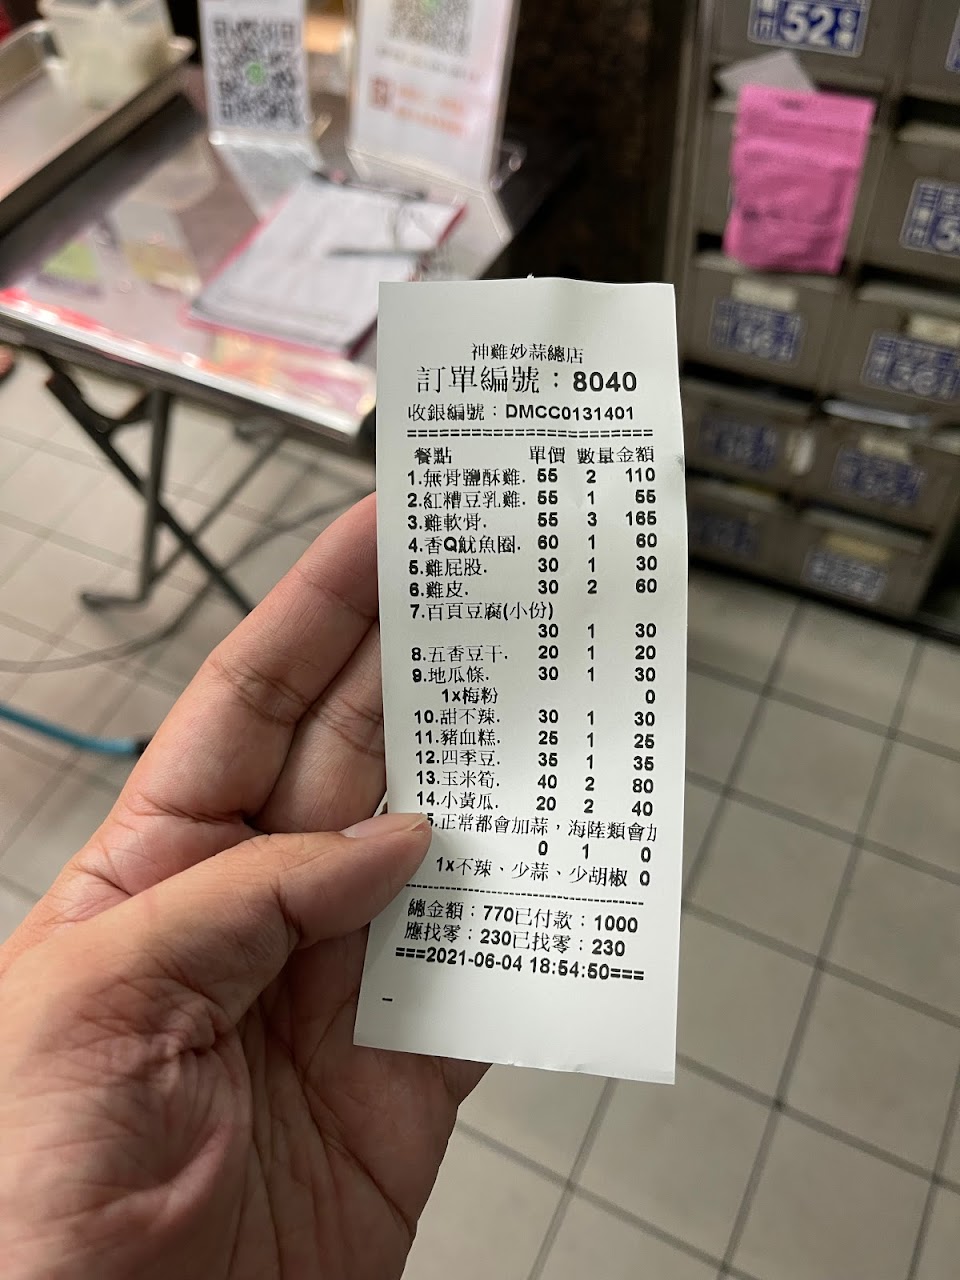 神雞妙蒜總店
訂單編號：8040
收銀編號：DMCC0131401
=======================
餐點 單價 數量 金額
1.無骨鹽酥雞. 55 2 110
2.紅糟豆乳雞. 55 1 55
3.雞軟骨. 55 3 165
4.香Q魷魚圈. 60 1 60
5.雞屁股. 30 1 30
6.雞皮. 30 2 60
7.百頁豆腐(小份)
30 1 30
8.五香豆干. 20 1 20
9.地瓜條. 30 1 30
1x梅粉 0
10.甜不辣. 30 1 30
11.豬血糕. 25 1 25
12.四季豆. 35 1 35
13.玉米筍. 40 2 80
14.小黃瓜. 20 2 40
5.正常都會加蒜，海陸類會加
0 1 0
1x不辣、少蒜、少胡椒 0
----------------------------------------
總金額：770已付款：1000
應找零：230已找零：230
===2021-06-04 18:54:50===
–
52